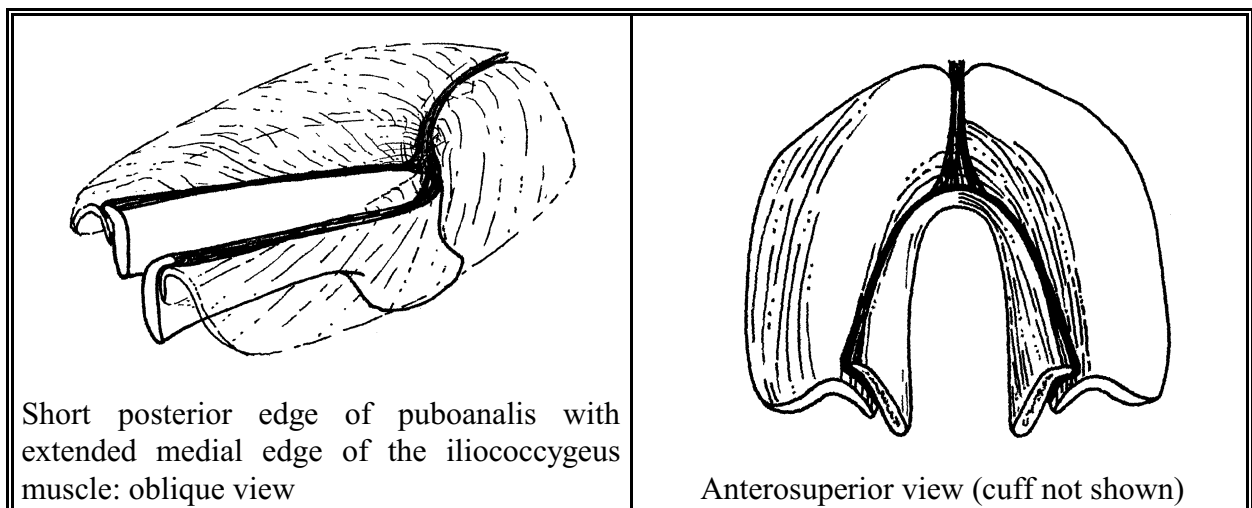 Short posterior edge of puboanalis with
extended medial edge of the iliococcygeus
muscle: oblique view
Anterosuperior view (cuff not shown)